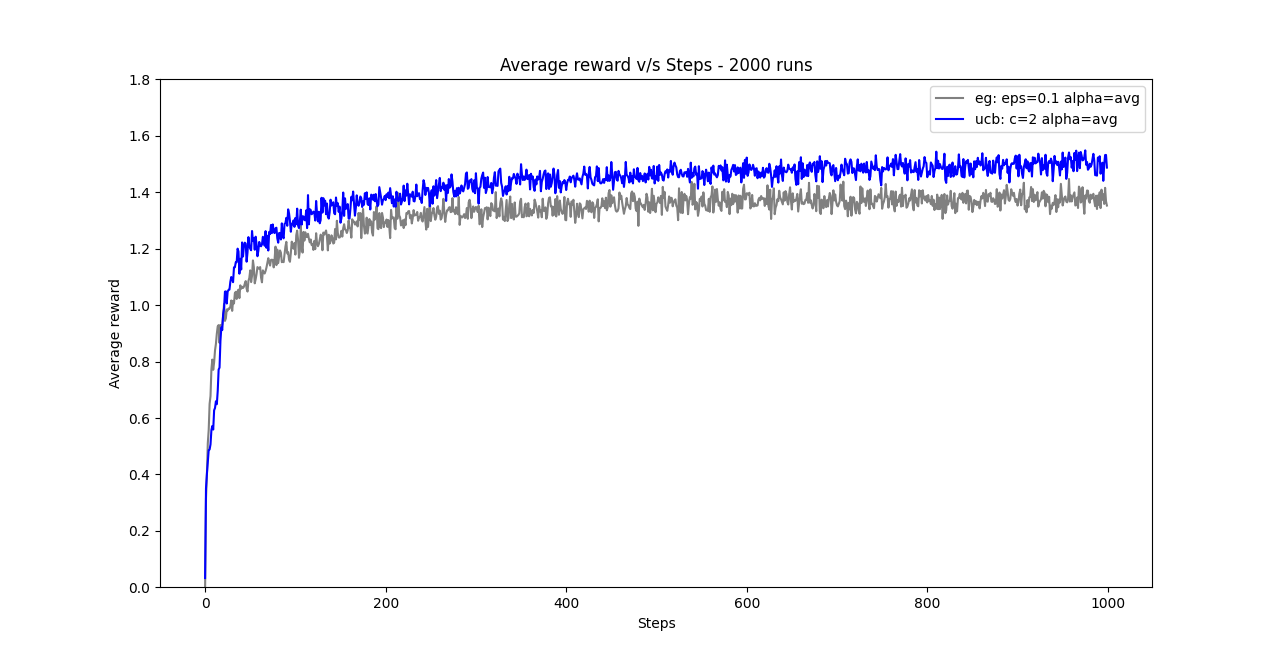 Average reward v/s Steps - 2000 runs
1.8
1.6
1.4
1.2
1.0
0.8
0.6
0.4
0.2
0.0
Average reward
eg: eps=0.1 alpha=avg
ucb: c=2 alpha=avg
0 200 400 600 800 1000
Steps